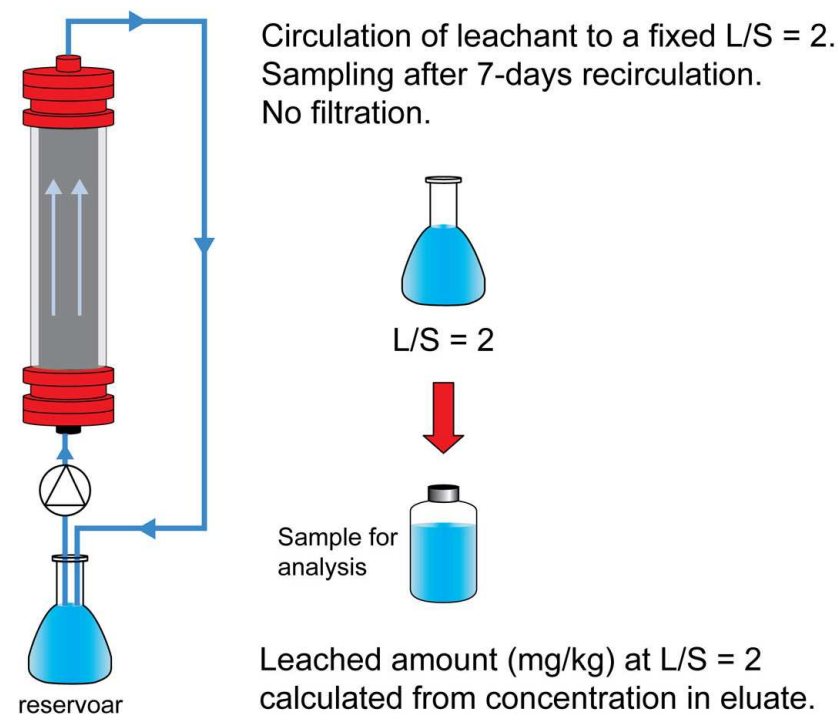 Circulation of leachant to a fixed L/S = 2.
Sampling after 7-days recirculation.
No filtration.
L/S = 2
Sample for
analysis
Leached amount (mg/kg) at L/S = 2
calculated from concentration in eluate.
reservoar